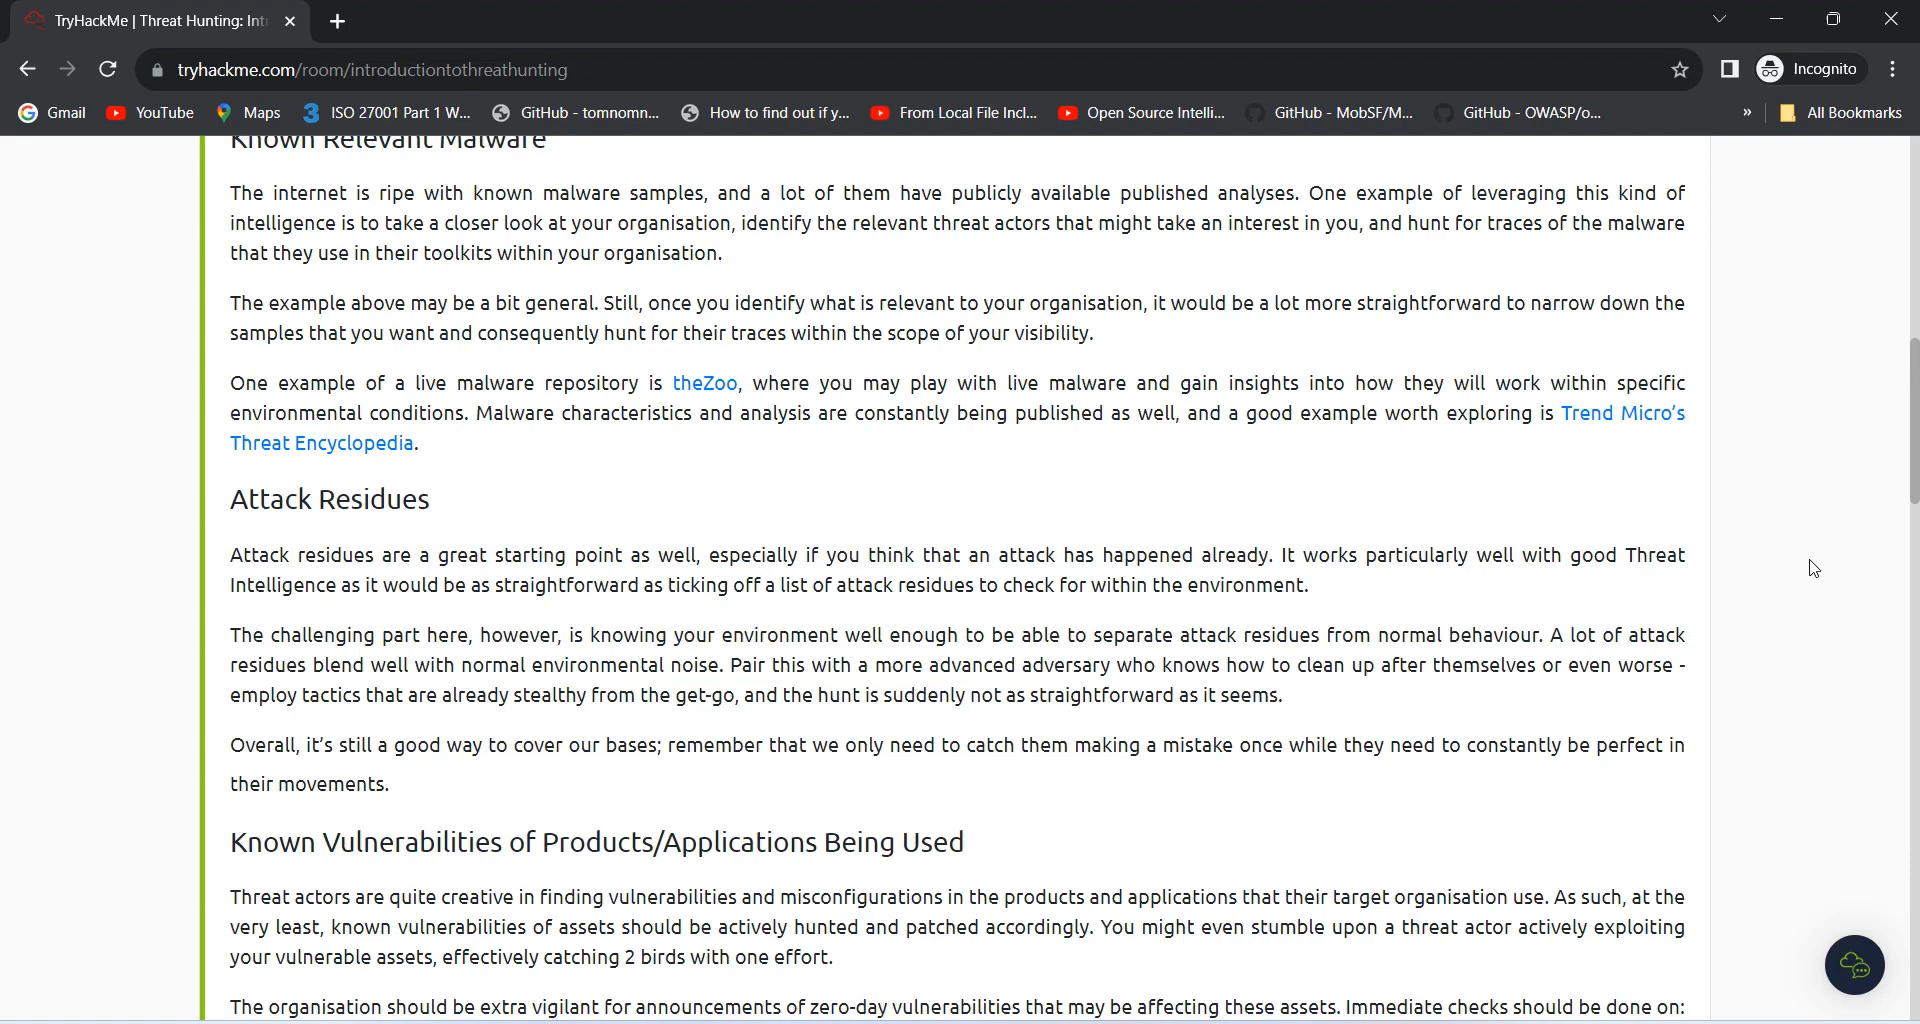 TryHackMe | Threat Hunting: Int
tryhackme.com/room/introductiontothreathunting
Incognito
Gmail
YouTube
Maps
ISO 27001 Part 1 W...
GitHub - tomnomn...
How to find out if y...
From Local File Incl...
Open Source Intelli...
GitHub - MobSF/M...
GitHub - OWASP/o...
»
All Bookmarks
Known Relevant Malware
The internet is ripe with known malware samples, and a lot of them have publicly available published analyses. One example of leveraging this kind of
intelligence is to take a closer look at your organisation, identify the relevant threat actors that might take an interest in you, and hunt for traces of the malware
that they use in their toolkits within your organisation.
The example above may be a bit general. Still, once you identify what is relevant to your organisation, it would be a lot more straightforward to narrow down the
samples that you want and consequently hunt for their traces within the scope of your visibility.
One example of a live malware repository is theZoo, where you may play with live malware and gain insights into how they will work within specific
environmental conditions. Malware characteristics and analysis are constantly being published as well, and a good example worth exploring is Trend Micro's
Threat Encyclopedia.
Attack Residues
Attack residues are a great starting point as well, especially if you think that an attack has happened already. It works particularly well with good Threat
Intelligence as it would be as straightforward as ticking off a list of attack residues to check for within the environment.
The challenging part here, however, is knowing your environment well enough to be able to separate attack residues from normal behaviour. A lot of attack
residues blend well with normal environmental noise. Pair this with a more advanced adversary who knows how to clean up after themselves or even worse -
employ tactics that are already stealthy from the get-go, and the hunt is suddenly not as straightforward as it seems.
Overall, it's still a good way to cover our bases; remember that we only need to catch them making a mistake once while they need to constantly be perfect in
their movements.
Known Vulnerabilities of Products/Applications Being Used
Threat actors are quite creative in finding vulnerabilities and misconfigurations in the products and applications that their target organisation use. As such, at the
very least, known vulnerabilities of assets should be actively hunted and patched accordingly. You might even stumble upon a threat actor actively exploiting
your vulnerable assets, effectively catching 2 birds with one effort.
The organisation should be extra vigilant for announcements of zero-day vulnerabilities that may be affecting these assets. Immediate checks should be done on: